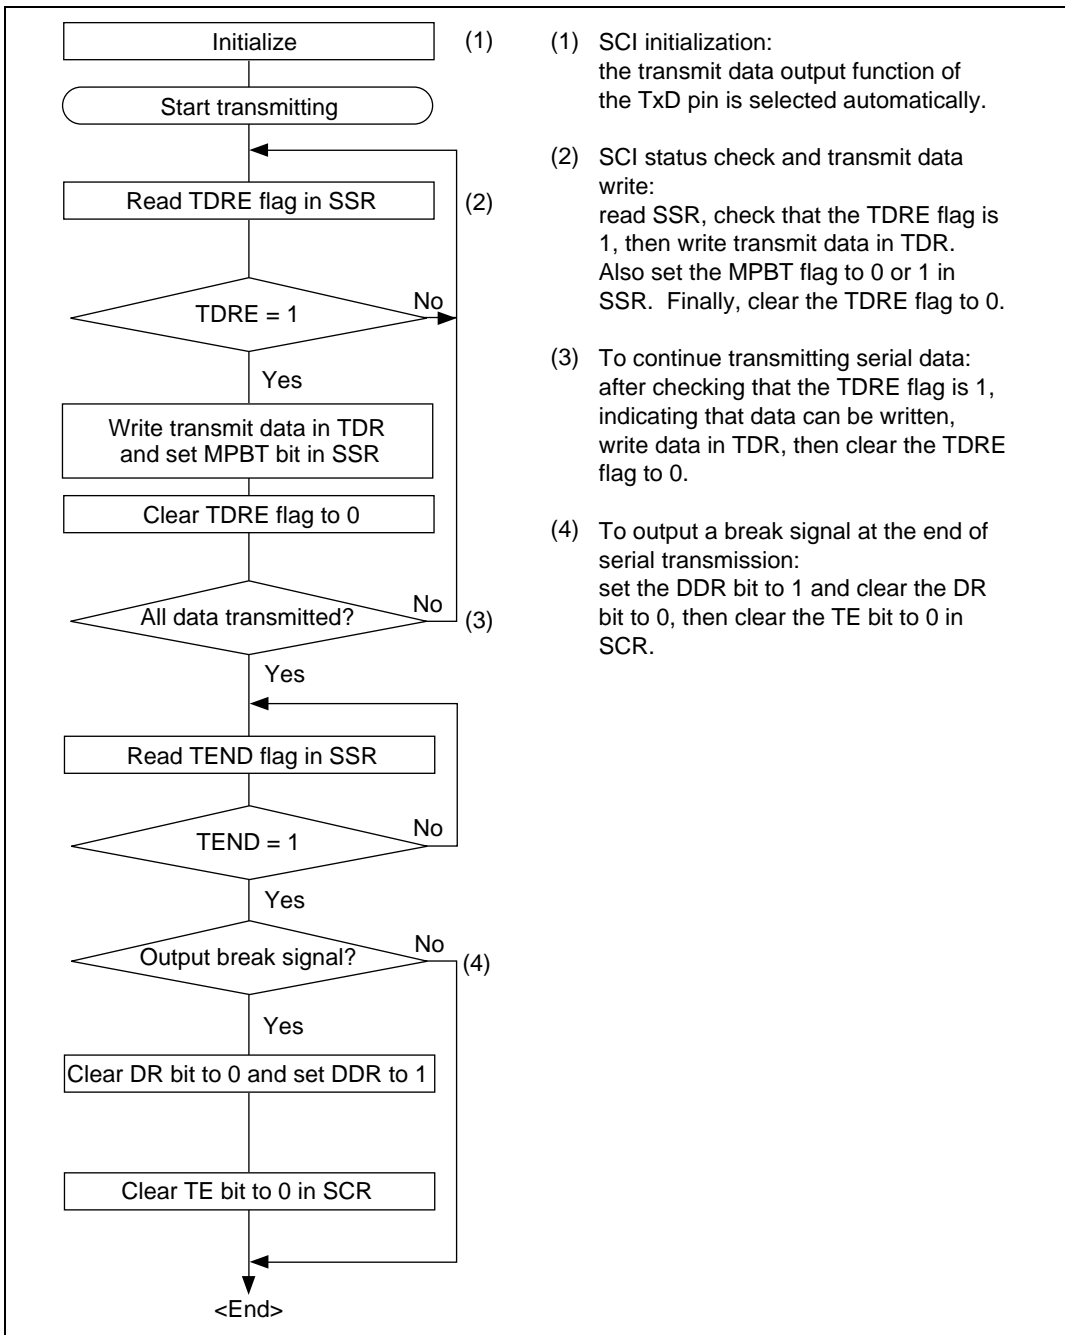 Initialize
(1)
Start transmitting
Read TDRE flag in SSR
(2)
TDRE = 1
No
Yes
Write transmit data in TDR
and set MPBT bit in SSR
Clear TDRE flag to 0
All data transmitted?
No
(3)
Yes
Read TEND flag in SSR
TEND = 1
No
Yes
Output break signal?
No
(4)
Yes
Clear DR bit to 0 and set DDR to 1
Clear TE bit to 0 in SCR
<End>
(1) SCI initialization:
the transmit data output function of
the TxD pin is selected automatically.
(2) SCI status check and transmit data
write:
read SSR, check that the TDRE flag is
1, then write transmit data in TDR.
Also set the MPBT flag to 0 or 1 in
SSR. Finally, clear the TDRE flag to 0.
(3) To continue transmitting serial data:
after checking that the TDRE flag is 1,
indicating that data can be written,
write data in TDR, then clear the TDRE
flag to 0.
(4) To output a break signal at the end of
serial transmission:
set the DDR bit to 1 and clear the DR
bit to 0, then clear the TE bit to 0 in
SCR.